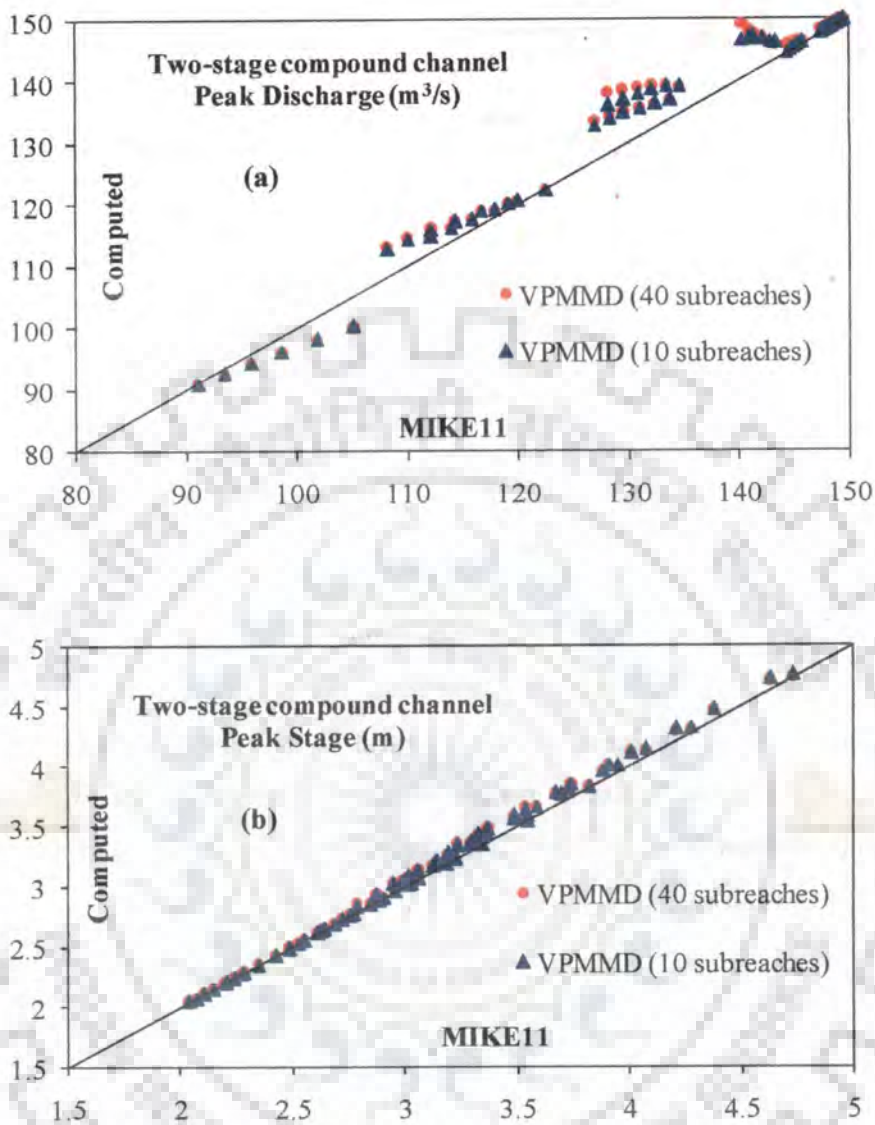 150
140
130
120
110
100
90
80
Computed
Two-stage compound channel
Peak Discharge (m³/s)
(a)
VPMMD (40 subreaches)
VPMMD (10 subreaches)
MIKE11
80 90 100 110 120 130 140 150
5
4.5
4
3.5
3
2.5
2
1.5
Computed
Two-stage compound channel
Peak Stage (m)
(b)
VPMMD (40 subreaches)
VPMMD (10 subreaches)
MIKE11
1.5 2 2.5 3 3.5 4 4.5 5